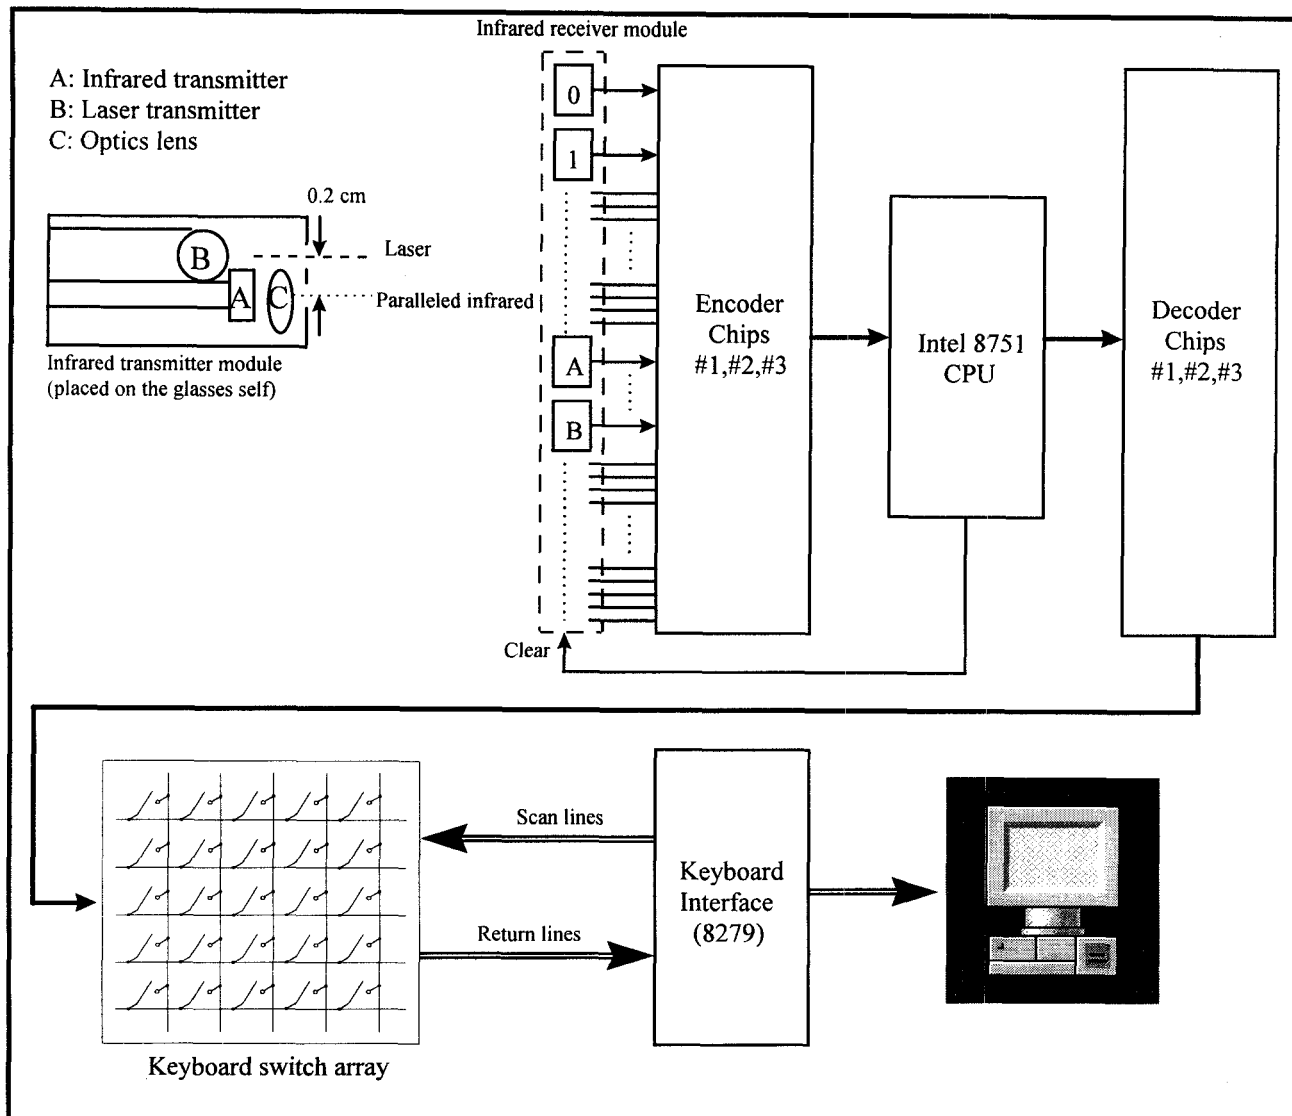 Infrared receiver module
A: Infrared transmitter
B: Laser transmitter
C: Optics lens
0
1
0.2 cm
B
Laser
A
C
Paralleled infrared
Infrared transmitter module
(placed on the glasses self)
A
B
Encoder
Chips
#1,#2,#3
Intel 8751
CPU
Decoder
Chips
#1,#2,#3
Clear
Scan lines
Return lines
Keyboard
Interface
(8279)
Keyboard switch array